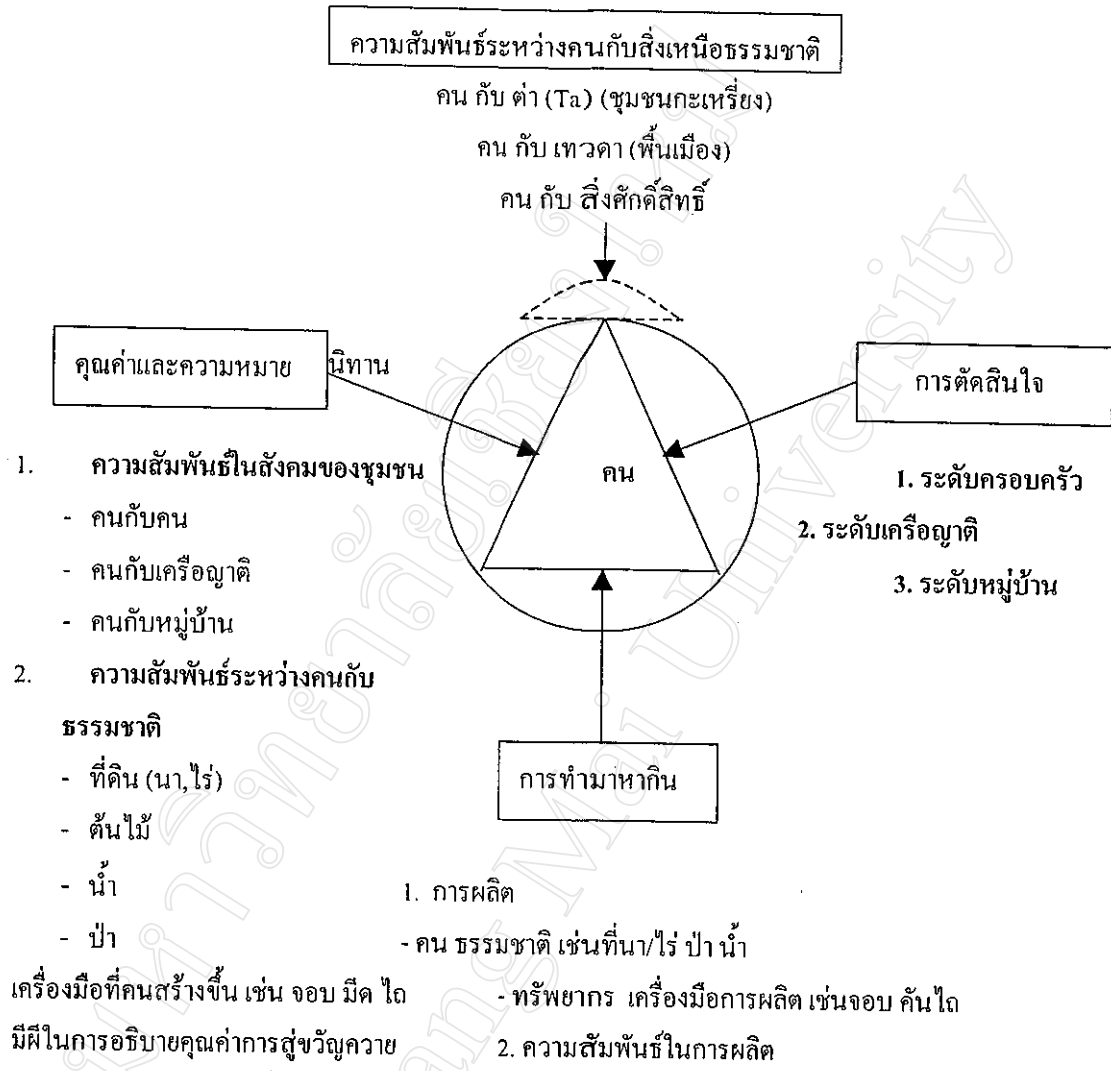 ความสัมพันธ์ระหว่างคนกับสิ่งเหนือธรรมชาติ
คน กับ ต่า (Ta) (ชุมชนกะเหรี่ยง)
คน กับ เทวดา (พื้นเมือง)
คน กับ สิ่งศักดิ์สิทธิ์
คุณค่าและความหมาย
นิทาน
การตัดสินใจ
คน
1. ความสัมพันธ์ในสังคมของชุมชน
- คนกับคน
- คนกับเครือญาติ
- คนกับหมู่บ้าน
2. ความสัมพันธ์ระหว่างคนกับ
ธรรมชาติ
- ที่ดิน (นา,ไร่)
- ต้นไม้
- น้ำ
- ป่า
เครื่องมือที่คนสร้างขึ้น เช่น จอบ มีด ไถ
มีผีในการอธิบายคุณค่าการสู่ขวัญควาย
1. ระดับครอบครัว
2. ระดับเครือญาติ
3. ระดับหมู่บ้าน
การทำมาหากิน
1. การผลิต
- คน ธรรมชาติ เช่นที่นา/ไร่ ป่า น้ำ
- ทรัพยากร เครื่องมือการผลิต เช่นจอบ คันไถ
2. ความสัมพันธ์ในการผลิต
มหาวิทยาลัยเชียงใหม่
ang Mai University